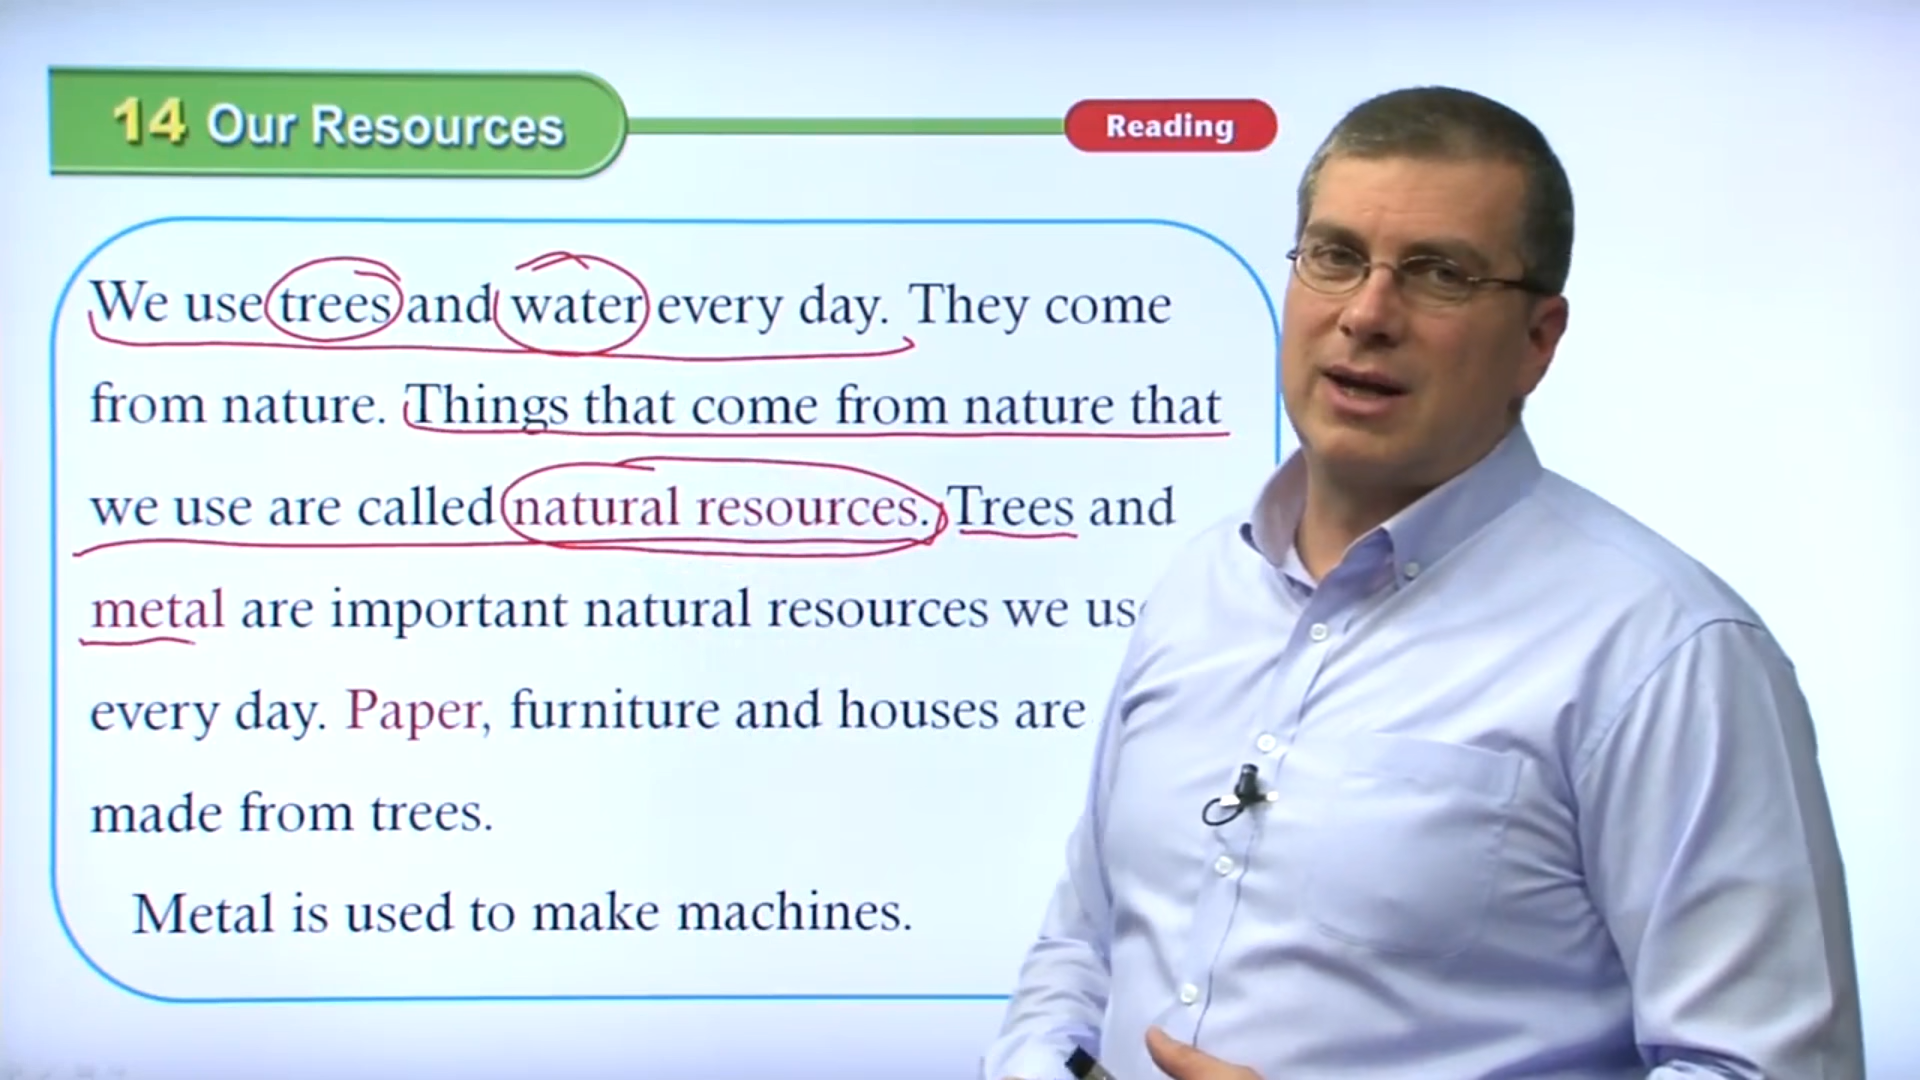 14 Our Resources
Reading
We use trees and water every day. They come
from nature. Things that come from nature that
we use are called natural resources. Trees and
metal are important natural resources we
every day. Paper, furniture and houses are
made from trees.
Metal is used to make machines.